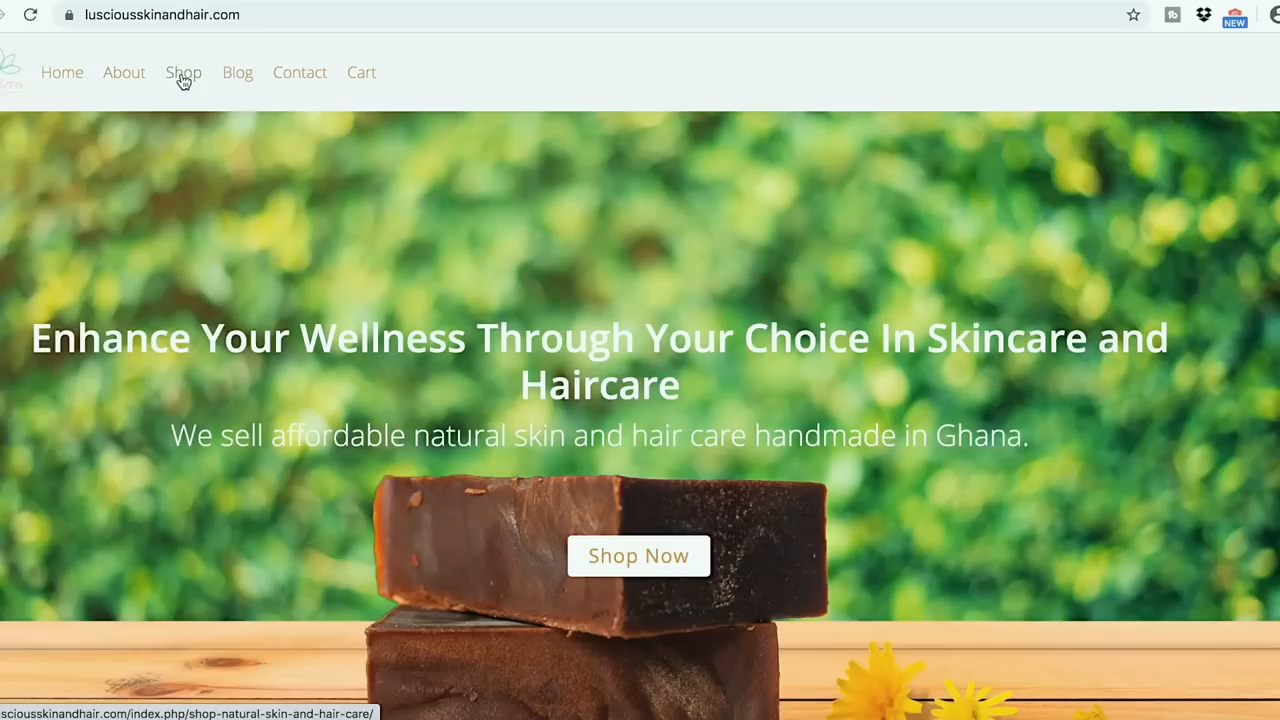 lusciousskinandhair.com
NEW
Home About Shop Blog Contact Cart
Enhance Your Wellness Through Your Choice In Skincare and
Haircare
We sell affordable natural skin and hair care handmade in Ghana.
Shop Now
usciousskinandhair.com/index.php/shop-natural-skin-and-hair-care/